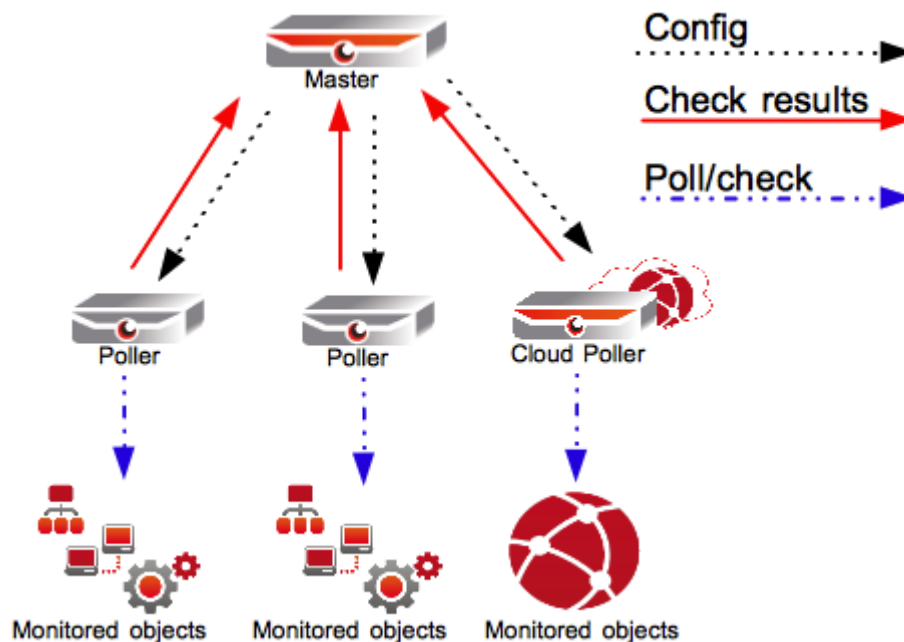 Config
Master
Check results
Poll/check
Poller
Poller
Cloud Poller
Monitored objects
Monitored objects
Monitored objects